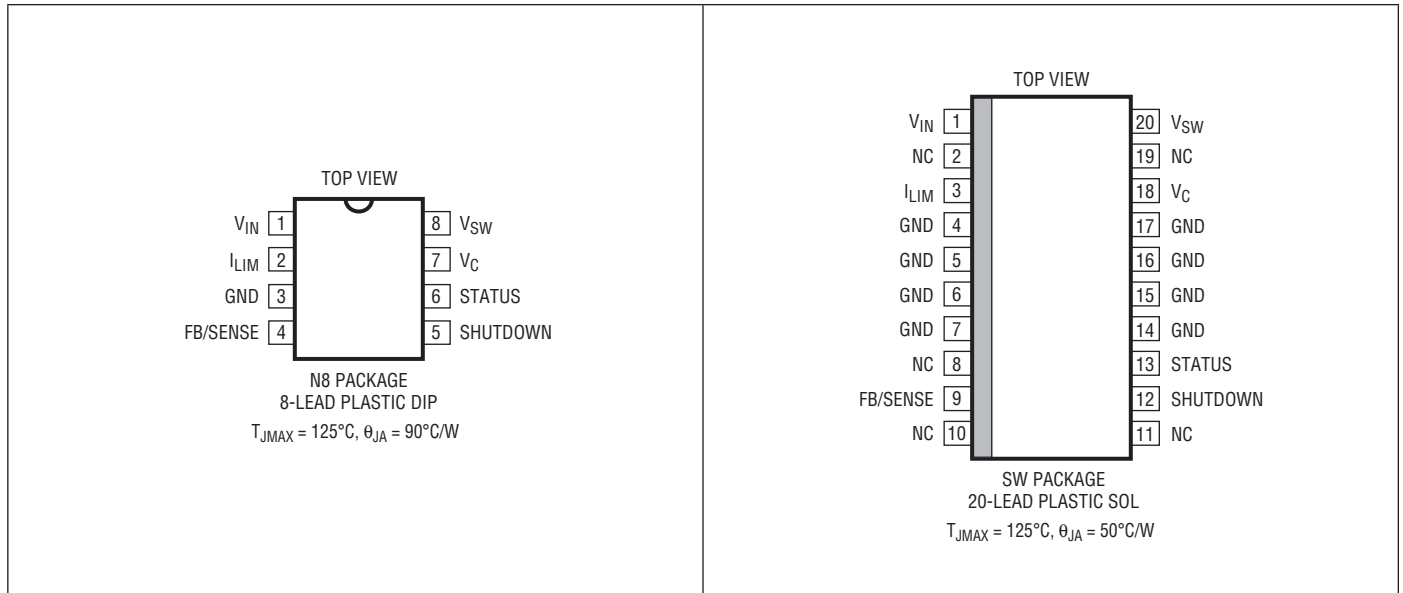 TOP VIEW
V_IN 1
8 V_SW
I_LIM 2
7 V_C
GND 3
6 STATUS
FB/SENSE 4
5 SHUTDOWN
N8 PACKAGE
8-LEAD PLASTIC DIP
T_JMAX = 125°C, θ_JA = 90°C/W
TOP VIEW
V_IN 1
20 V_SW
NC 2
19 NC
I_LIM 3
18 V_C
GND 4
17 GND
GND 5
16 GND
GND 6
15 GND
GND 7
14 GND
NC 8
13 STATUS
FB/SENSE 9
12 SHUTDOWN
NC 10
11 NC
SW PACKAGE
20-LEAD PLASTIC SOL
T_JMAX = 125°C, θ_JA = 50°C/W